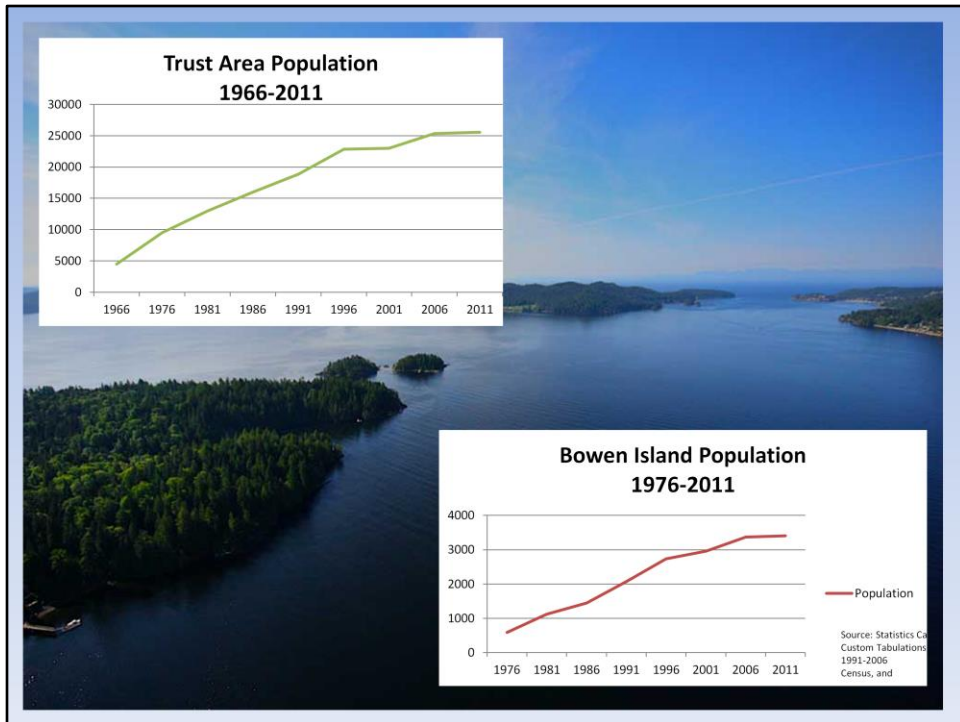 Trust Area Population
1966-2011
30000
25000
20000
15000
10000
5000
0
1966 1976 1981 1986 1991 1996 2001 2006 2011
Bowen Island Population
1976-2011
4000
3000
2000
1000
0
1976 1981 1986 1991 1996 2001 2006 2011
Population
Source: Statistics Ca
Custom Tabulations
1991-2006
Census, and